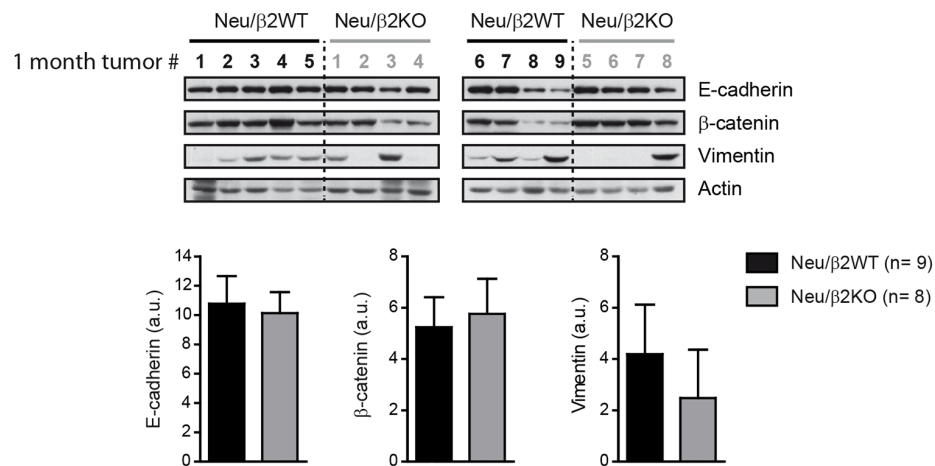 Neu/β2WT Neu/β2KO Neu/β2WT Neu/β2KO
1 month tumor # 1 2 3 4 5 1 2 3 4 6 7 8 9 5 6 7 8
E-cadherin
β-catenin
Vimentin
Actin
E-cadherin (a.u.)
14
12
10
8
6
4
2
0
β-catenin (a.u.)
8
6
4
2
0
Vimentin (a.u.)
8
6
4
2
0
Neu/β2WT (n= 9)
Neu/β2KO (n= 8)